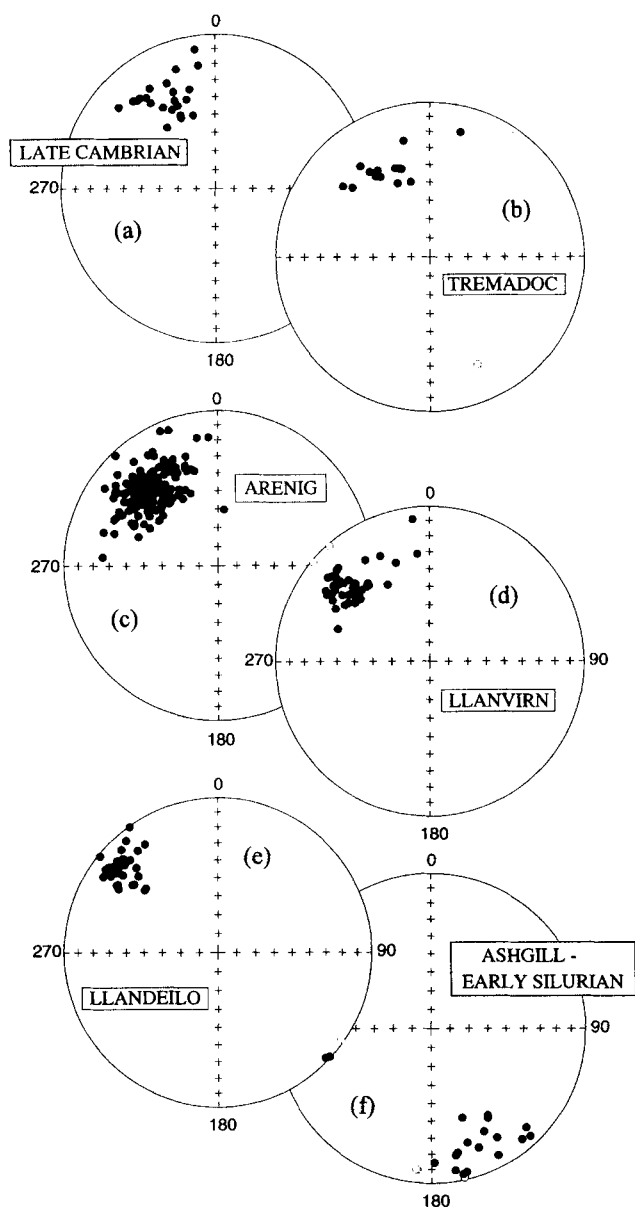 0
LATE CAMBRIAN
270
(a)
180
(b)
TREMADOC
0
ARENIG
270
(c)
180
0
(d)
270
90
LLANVIRN
180
0
(e)
270
90
LLANDEILO
180
0
ASHGILL -
EARLY SILURIAN
90
(f)
180